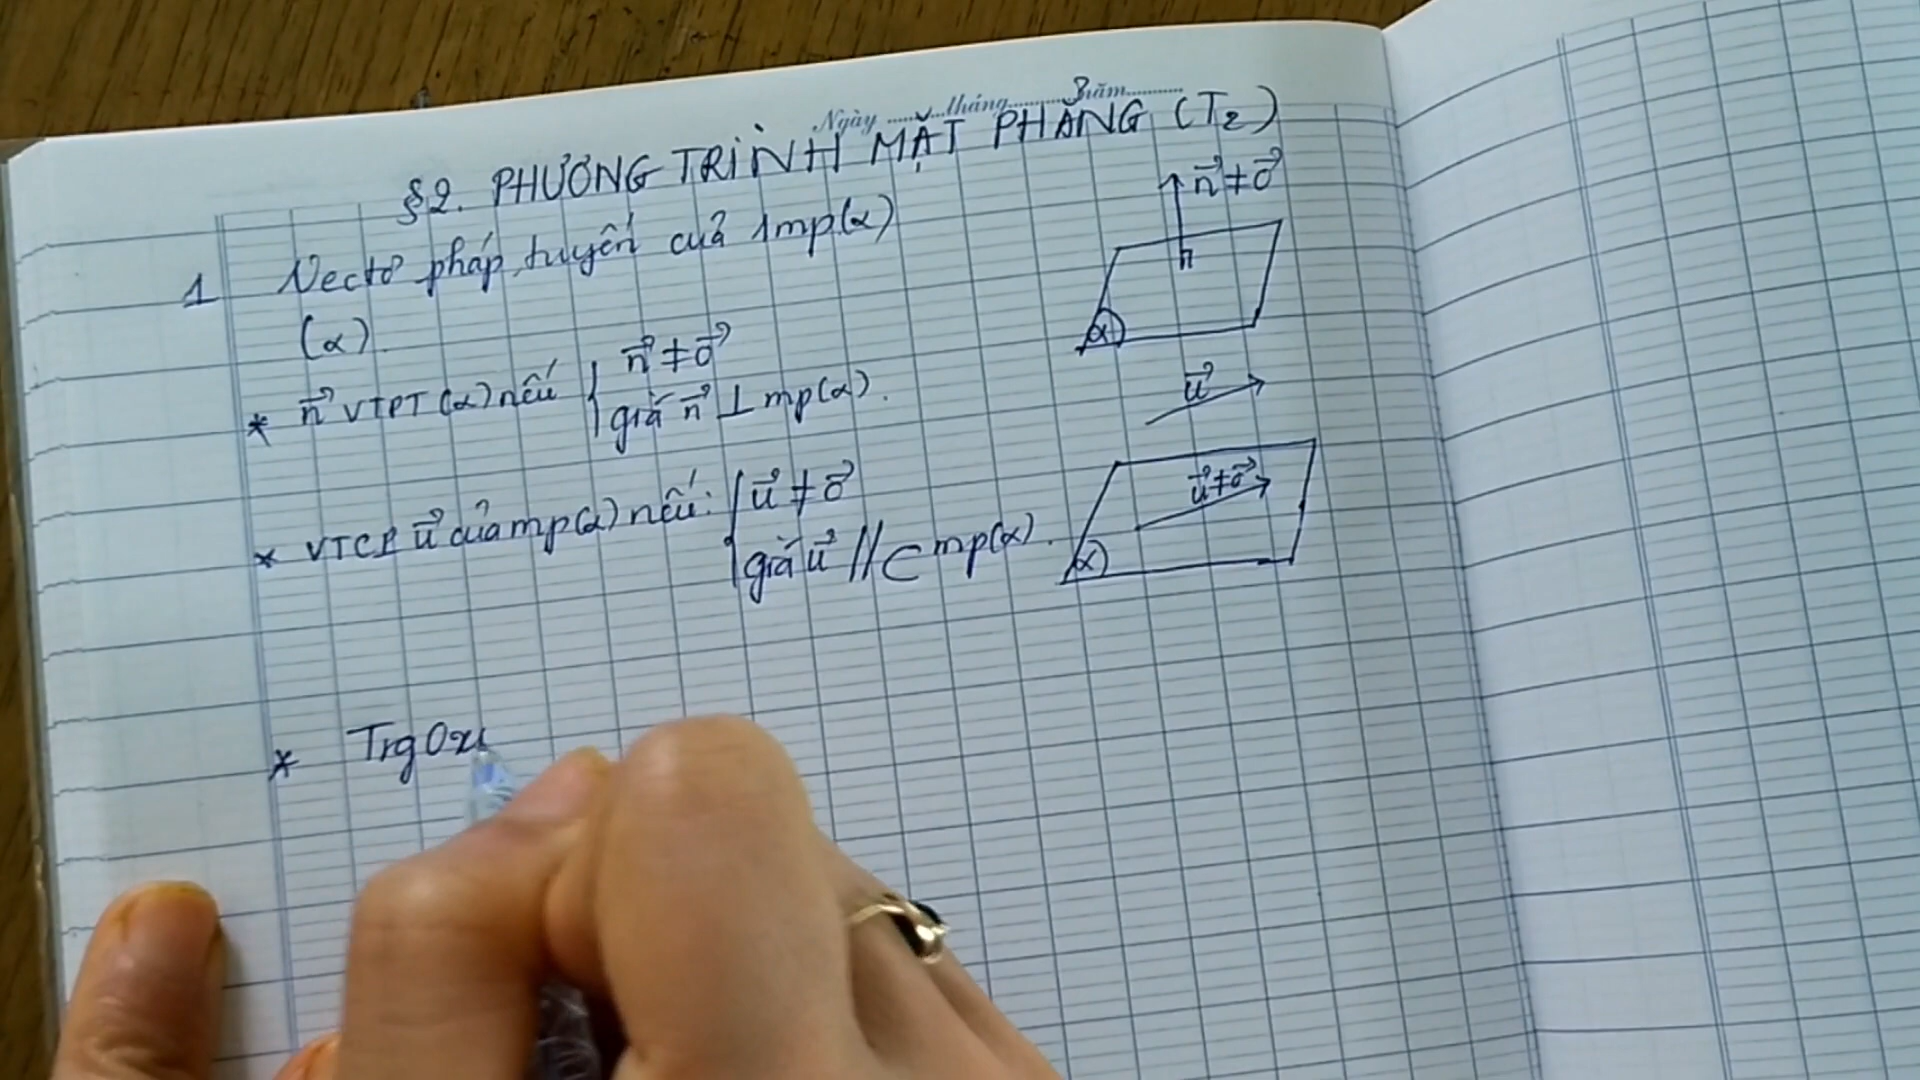 Ngày ......... tháng ......... năm .........
§2. PHƯƠNG TRÌNH MẶT PHẲNG (T2)
1 Vectơ pháp tuyến của 1mp(α)
(α)
* n⃗ VTPT (α) nếu { n⃗ ≠ 0⃗
giá n⃗ ⊥ mp(α).
* VTCP u⃗ của mp(α) nếu: { u⃗ ≠ 0⃗
giá u⃗ // ⊂ mp(α).
n⃗ ≠ 0⃗
α)
u⃗
u⃗ ≠ 0⃗
α)
* Trg Ox